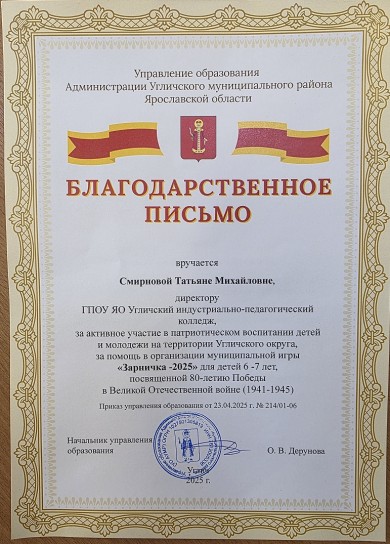 Управление образования
Администрации Угличского муниципального района
Ярославской области
БЛАГОДАРСТВЕННОЕ
ПИСЬМО
вручается
Смирновой Татьяне Михайловне,
директору
ГПОУ ЯО Угличский индустриально-педагогический
колледж,
за активное участие в патриотическом воспитании детей
и молодежи на территории Угличского округа,
за помощь в организации муниципальной игры
«Зарничка -2025» для детей 6 -7 лет,
посвященной 80-летию Победы
в Великой Отечественной войне (1941-1945)
Приказ управления образования от 23.04.2025 г. № 214/01-06
Начальник управления
образования
О. В. Дерунова
2025 г.